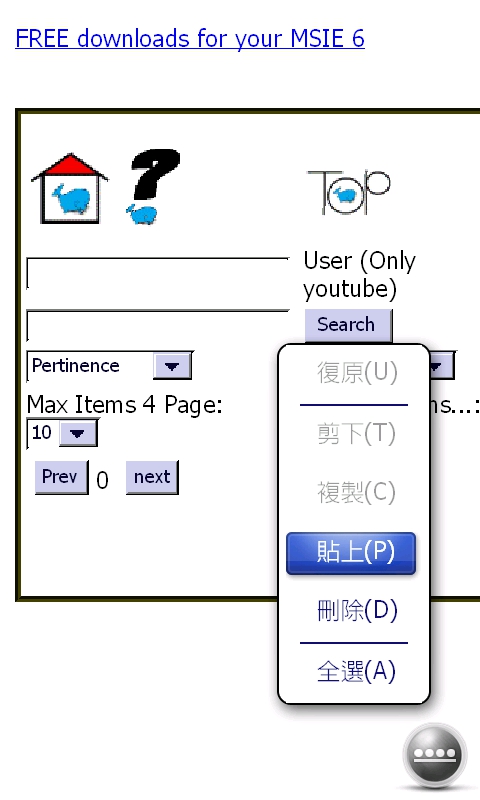 FREE downloads for your MSIE 6
?
TOP
User (Only
youtube)
Search
Pertinence
Max Items 4 Page:
ns...:
10
Prev 0 next
復原(U)
剪下(T)
複製(C)
貼上(P)
刪除(D)
全選(A)